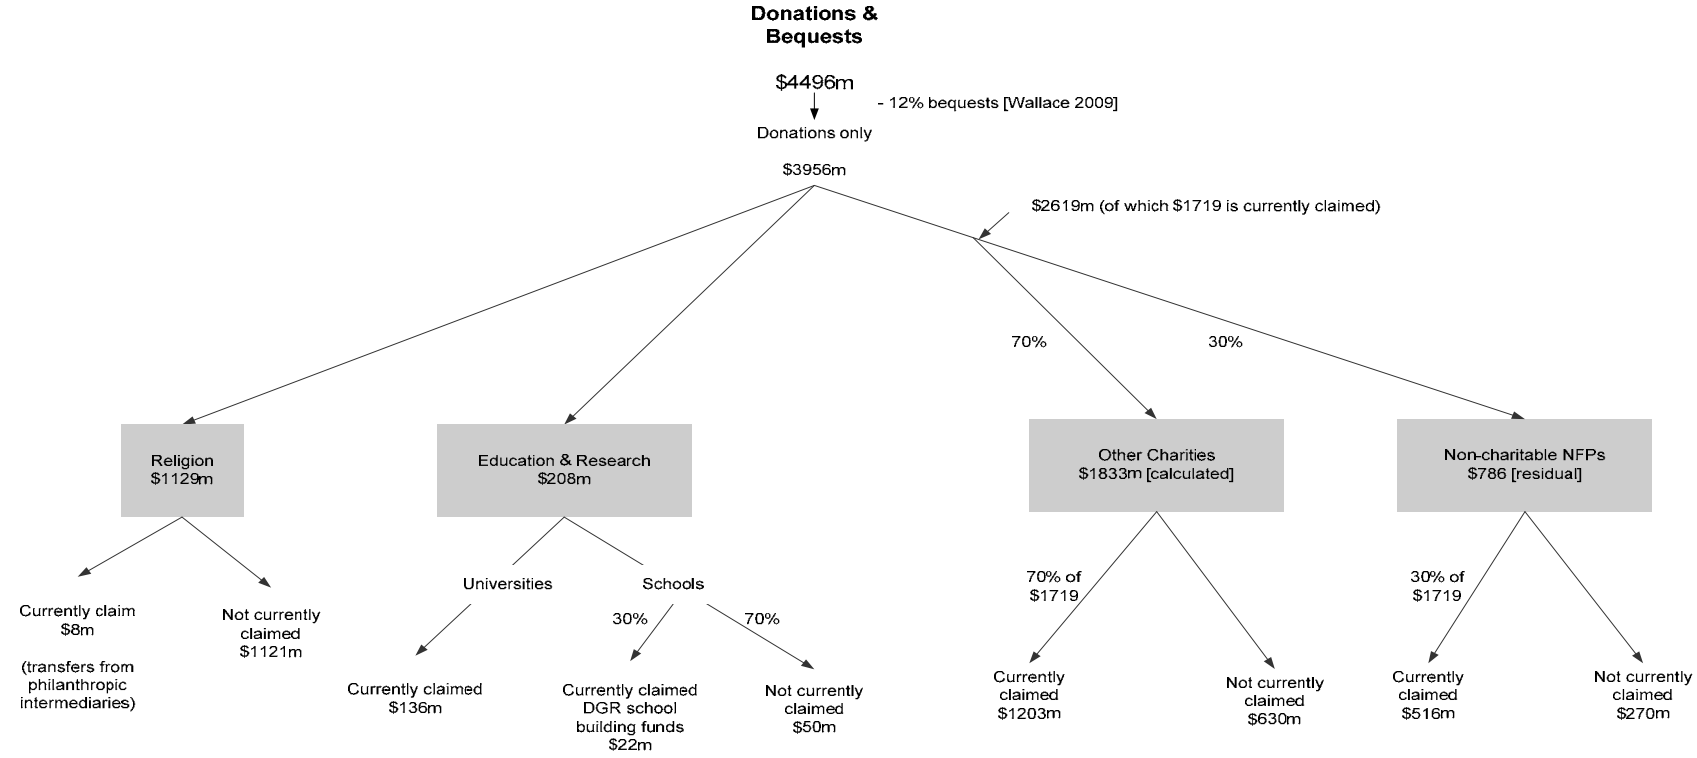 Donations &
Bequests
$4496m
- 12% bequests [Wallace 2009]
Donations only
$3956m
$2619m (of which $1719 is currently claimed)
70%
30%
Religion
$1129m
Education & Research
$208m
Other Charities
$1833m [calculated]
Non-charitable NFPs
$786 [residual]
Currently claim
$8m
(transfers from
philanthropic
intermediaries)
Not currently
claimed
$1121m
Universities
Schools
30%
70%
Currently claimed
$136m
Currently claimed
DGR school
building funds
$22m
Not currently
claimed
$50m
70% of
$1719
Currently
claimed
$1203m
Not currently
claimed
$630m
30% of
$1719
Currently
claimed
$516m
Not currently
claimed
$270m